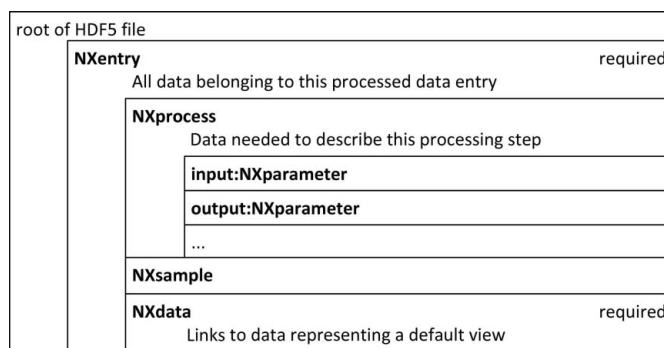 root of HDF5 file
NXentry required
All data belonging to this processed data entry
NXprocess
Data needed to describe this processing step
input:NXparameter
output:NXparameter
...
NXsample
NXdata required
Links to data representing a default view